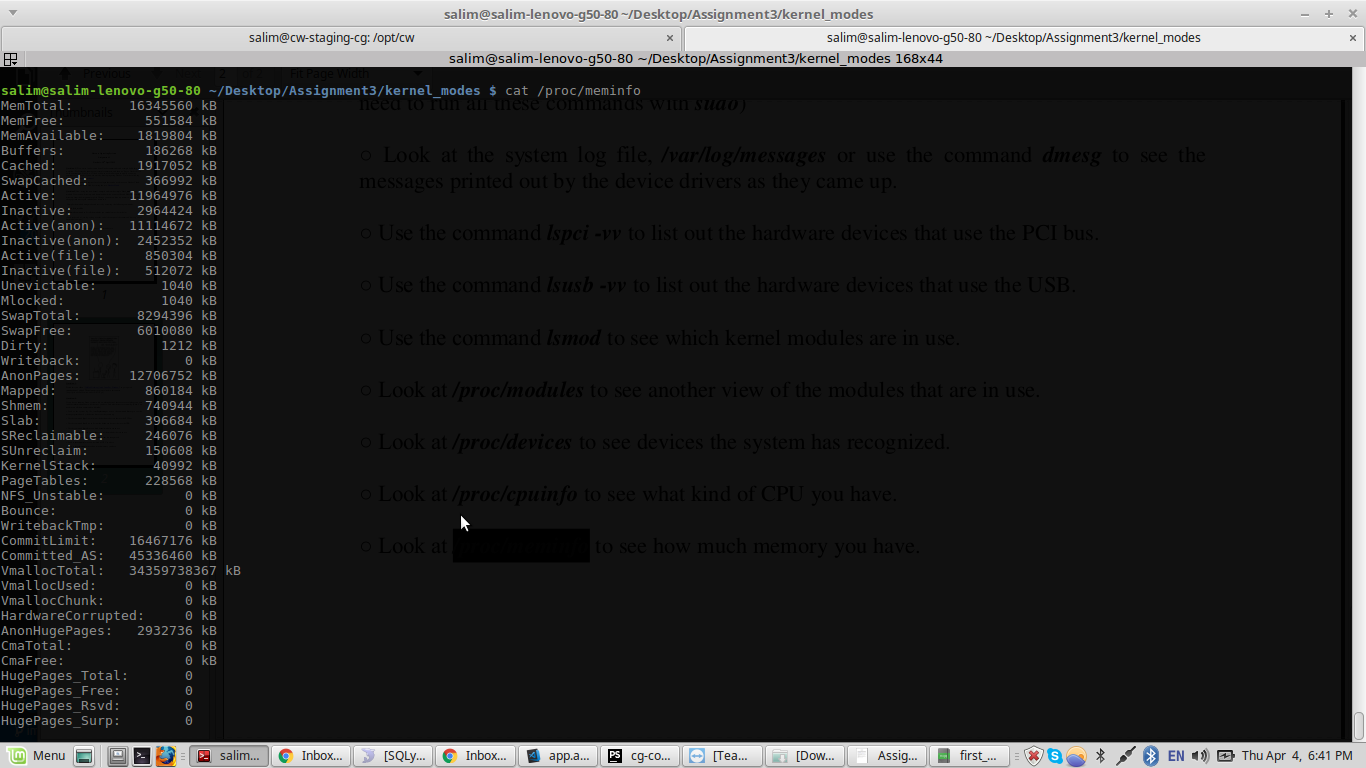 salim@salim-lenovo-g50-80 ~/Desktop/Assignment3/kernel_modes
salim@cw-staging-cg: /opt/cw
salim@salim-lenovo-g50-80 ~/Desktop/Assignment3/kernel_modes
salim@salim-lenovo-g50-80 ~/Desktop/Assignment3/kernel_modes 168x44
Previous 2 Fit Page Width
salim@salim-lenovo-g50-80 ~/Desktop/Assignment3/kernel_modes $ cat /proc/meminfo
MemTotal: 16345560 kB
MemFree: 551584 kB
MemAvailable: 1819804 kB
Buffers: 186268 kB
Cached: 1917052 kB
SwapCached: 366992 kB
Active: 11964976 kB
Inactive: 2964424 kB
Active(anon): 11114672 kB
Inactive(anon): 2452352 kB
Active(file): 850304 kB
Inactive(file): 512072 kB
Unevictable: 1040 kB
Mlocked: 1040 kB
SwapTotal: 8294396 kB
SwapFree: 6010080 kB
Dirty: 1212 kB
Writeback: 0 kB
AnonPages: 12706752 kB
Mapped: 860184 kB
Shmem: 740944 kB
Slab: 396684 kB
SReclaimable: 246076 kB
SUnreclaim: 150608 kB
KernelStack: 40992 kB
PageTables: 228568 kB
NFS_Unstable: 0 kB
Bounce: 0 kB
WritebackTmp: 0 kB
CommitLimit: 16467176 kB
Committed_AS: 45336460 kB
VmallocTotal: 34359738367 kB
VmallocUsed: 0 kB
VmallocChunk: 0 kB
HardwareCorrupted: 0 kB
AnonHugePages: 2932736 kB
CmaTotal: 0 kB
CmaFree: 0 kB
HugePages_Total: 0
HugePages_Free: 0
HugePages_Rsvd: 0
HugePages_Surp: 0
need to run all these commands with sudo)
○ Look at the system log file, /var/log/messages or use the command dmesg to see the
messages printed out by the device drivers as they came up.
○ Use the command lspci -vv to list out the hardware devices that use the PCI bus.
○ Use the command lsusb -vv to list out the hardware devices that use the USB.
○ Use the command lsmod to see which kernel modules are in use.
○ Look at /proc/modules to see another view of the modules that are in use.
○ Look at /proc/devices to see devices the system has recognized.
○ Look at /proc/cpuinfo to see what kind of CPU you have.
○ Look at to see how much memory you have.
Menu salim... Inbox... [SQLy... Inbox... app.a... cg-co... [Tea... [Dow... Assig... first_... EN Thu Apr 4, 6:41 PM